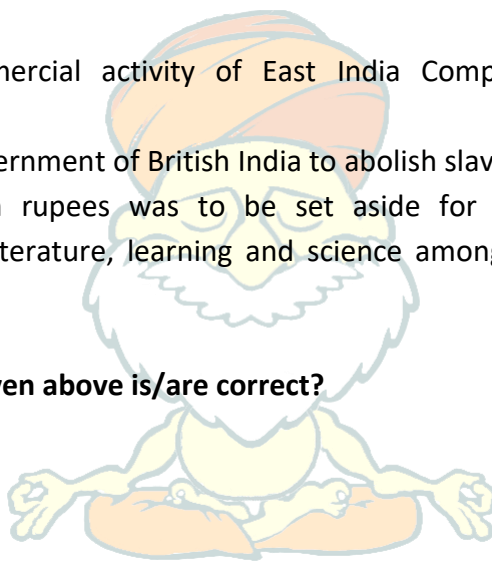 mercial activity of East India Comp
ernment of British India to abolish slav
rupees was to be set aside for
terature, learning and science among
ven above is/are correct?